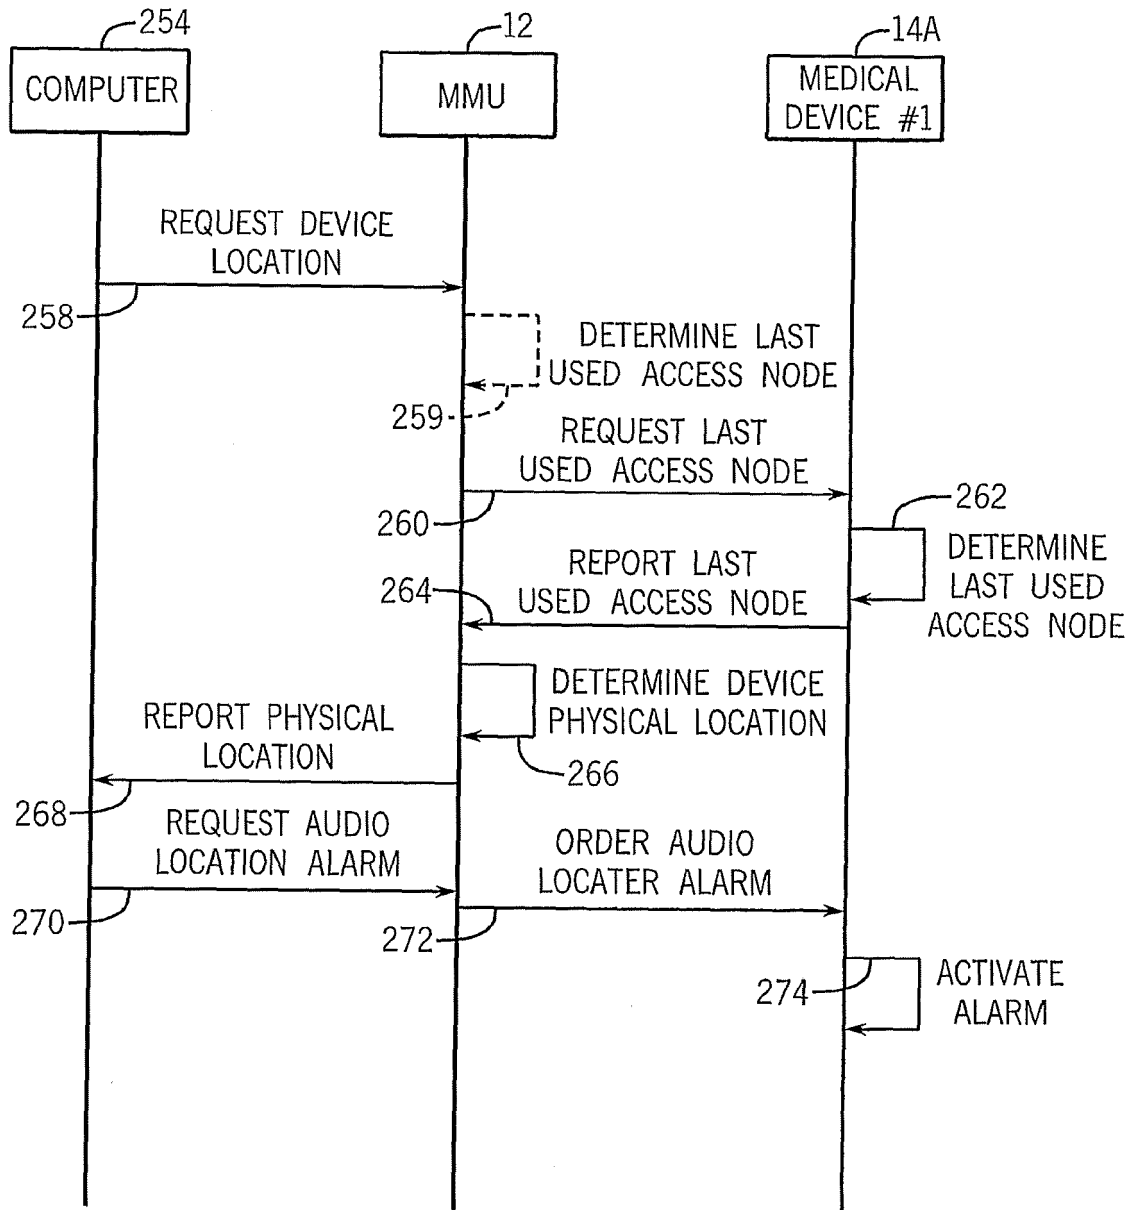 254
12
14A
COMPUTER
MMU
MEDICAL
DEVICE #1
REQUEST DEVICE
LOCATION
258
DETERMINE LAST
USED ACCESS NODE
259
REQUEST LAST
USED ACCESS NODE
260
262
DETERMINE
LAST USED
ACCESS NODE
REPORT LAST
USED ACCESS NODE
264
DETERMINE DEVICE
PHYSICAL LOCATION
266
REPORT PHYSICAL
LOCATION
268
REQUEST AUDIO
LOCATION ALARM
270
ORDER AUDIO
LOCATER ALARM
272
274
ACTIVATE
ALARM